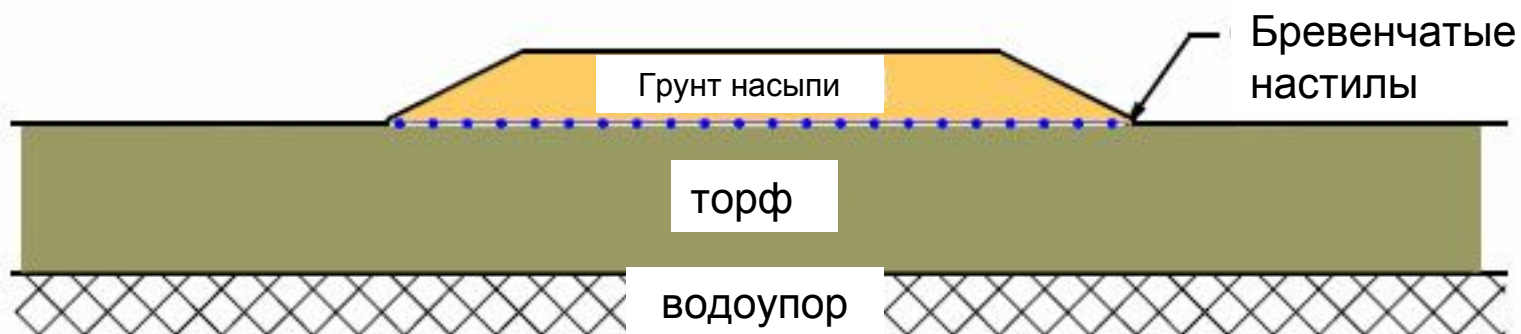 Бревенчатые
настилы
Грунт насыпи
торф
водоупор